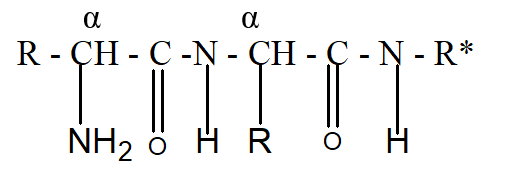 α α
R - CH - C - N - CH - C - N - R*
NH₂ O H R O H